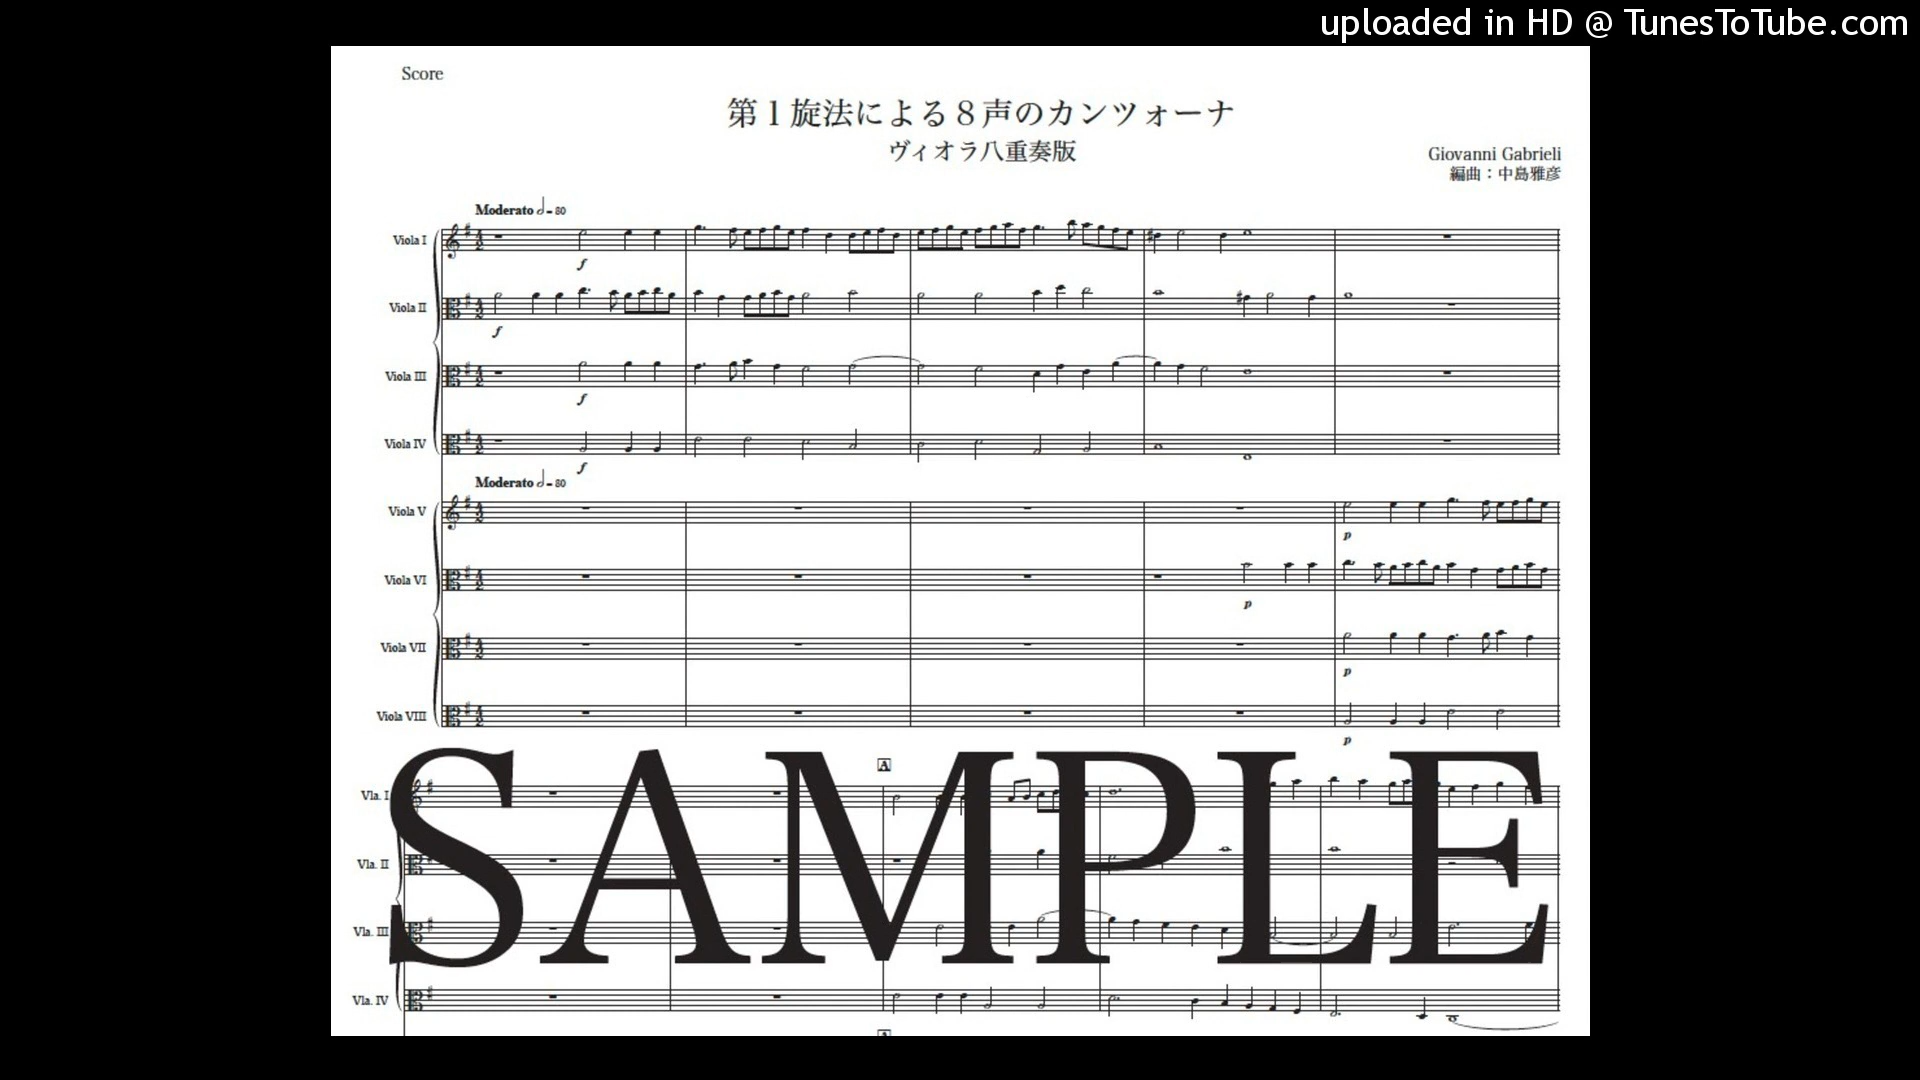 uploaded in HD @ TunesToTube.com
Score
第１旋法による８声のカンツォーナ
ヴィオラ八重奏版
Giovanni Gabrieli
編曲：中島雅彦
Moderato 𝅗𝅥 = 80
Viola I
f
Viola II
f
Viola III
f
Viola IV
f
Moderato 𝅗𝅥 = 80
Viola V
p
Viola VI
p
Viola VII
p
Viola VIII
p
A
Vla. I
Vla. II
Vla. III
Vla. IV
SAMPLE